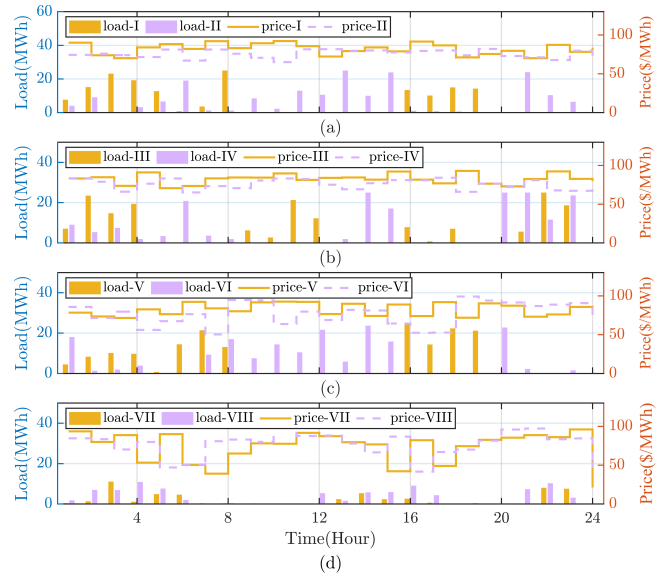 load-I load-II price-I price-II
Load(MWh)
60
40
20
0
Price($/MWh)
100
50
0
(a)
load-III load-IV price-III price-IV
Load(MWh)
40
20
0
Price($/MWh)
100
50
0
(b)
load-V load-VI price-V price-VI
Load(MWh)
40
20
0
Price($/MWh)
100
50
0
(c)
load-VII load-VIII price-VII price-VIII
Load(MWh)
40
20
0
Price($/MWh)
100
50
0
4 8 12 16 20 24
Time(Hour)
(d)